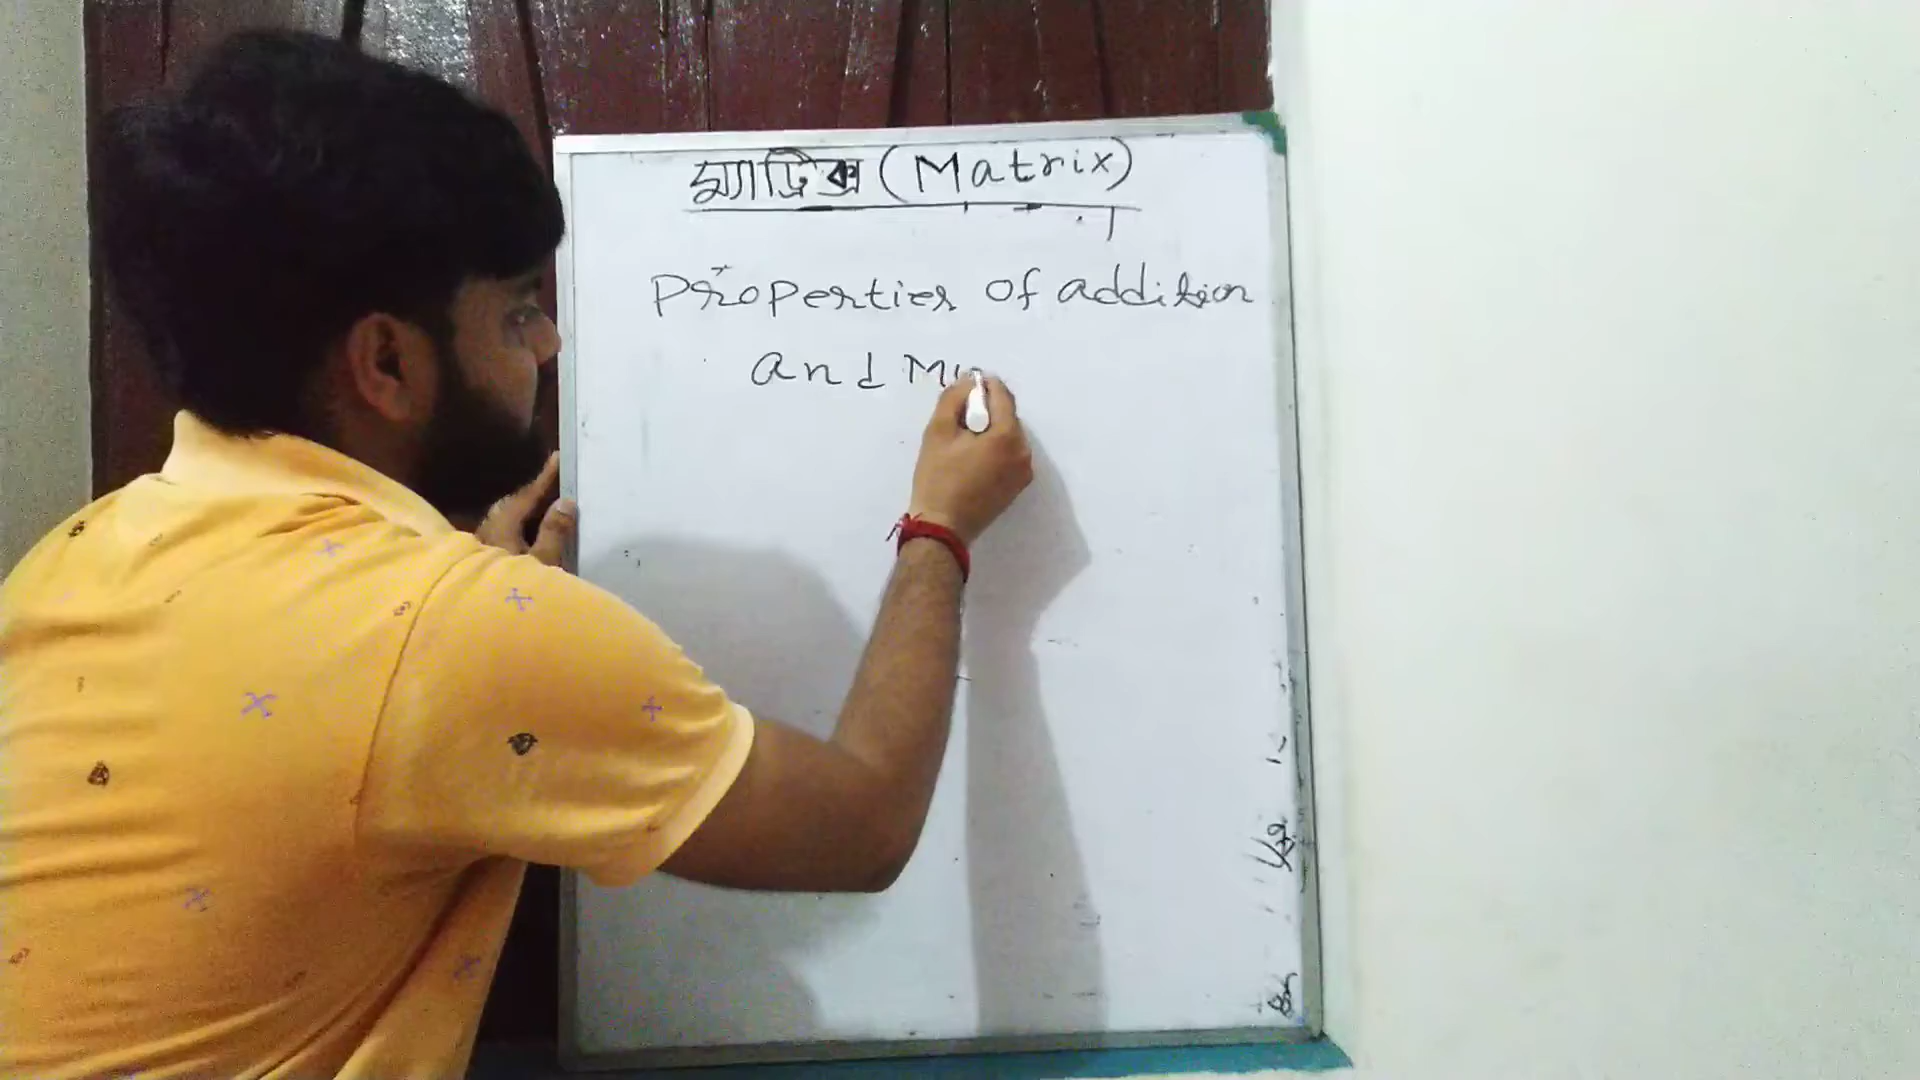 ম্যাট্রিক্স (Matrix)
Properties of addition
and Mu